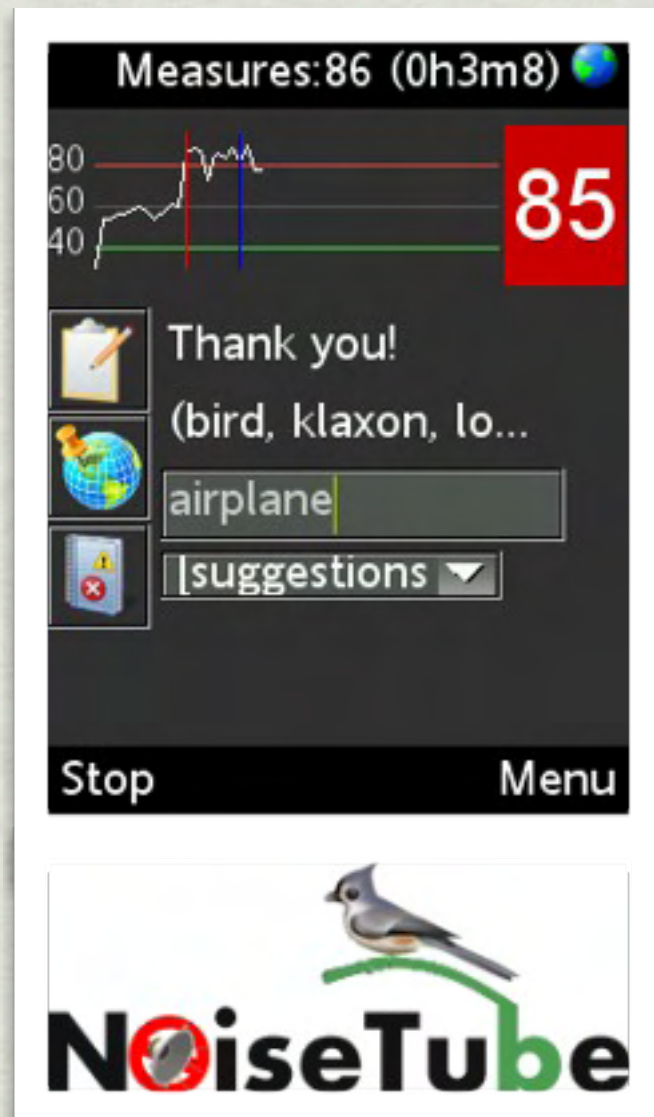 Measures:86 (0h3m8)
80
60
40
85
Thank you!
(bird, klaxon, lo...
airplane
[suggestions
Stop
Menu
NoiseTube